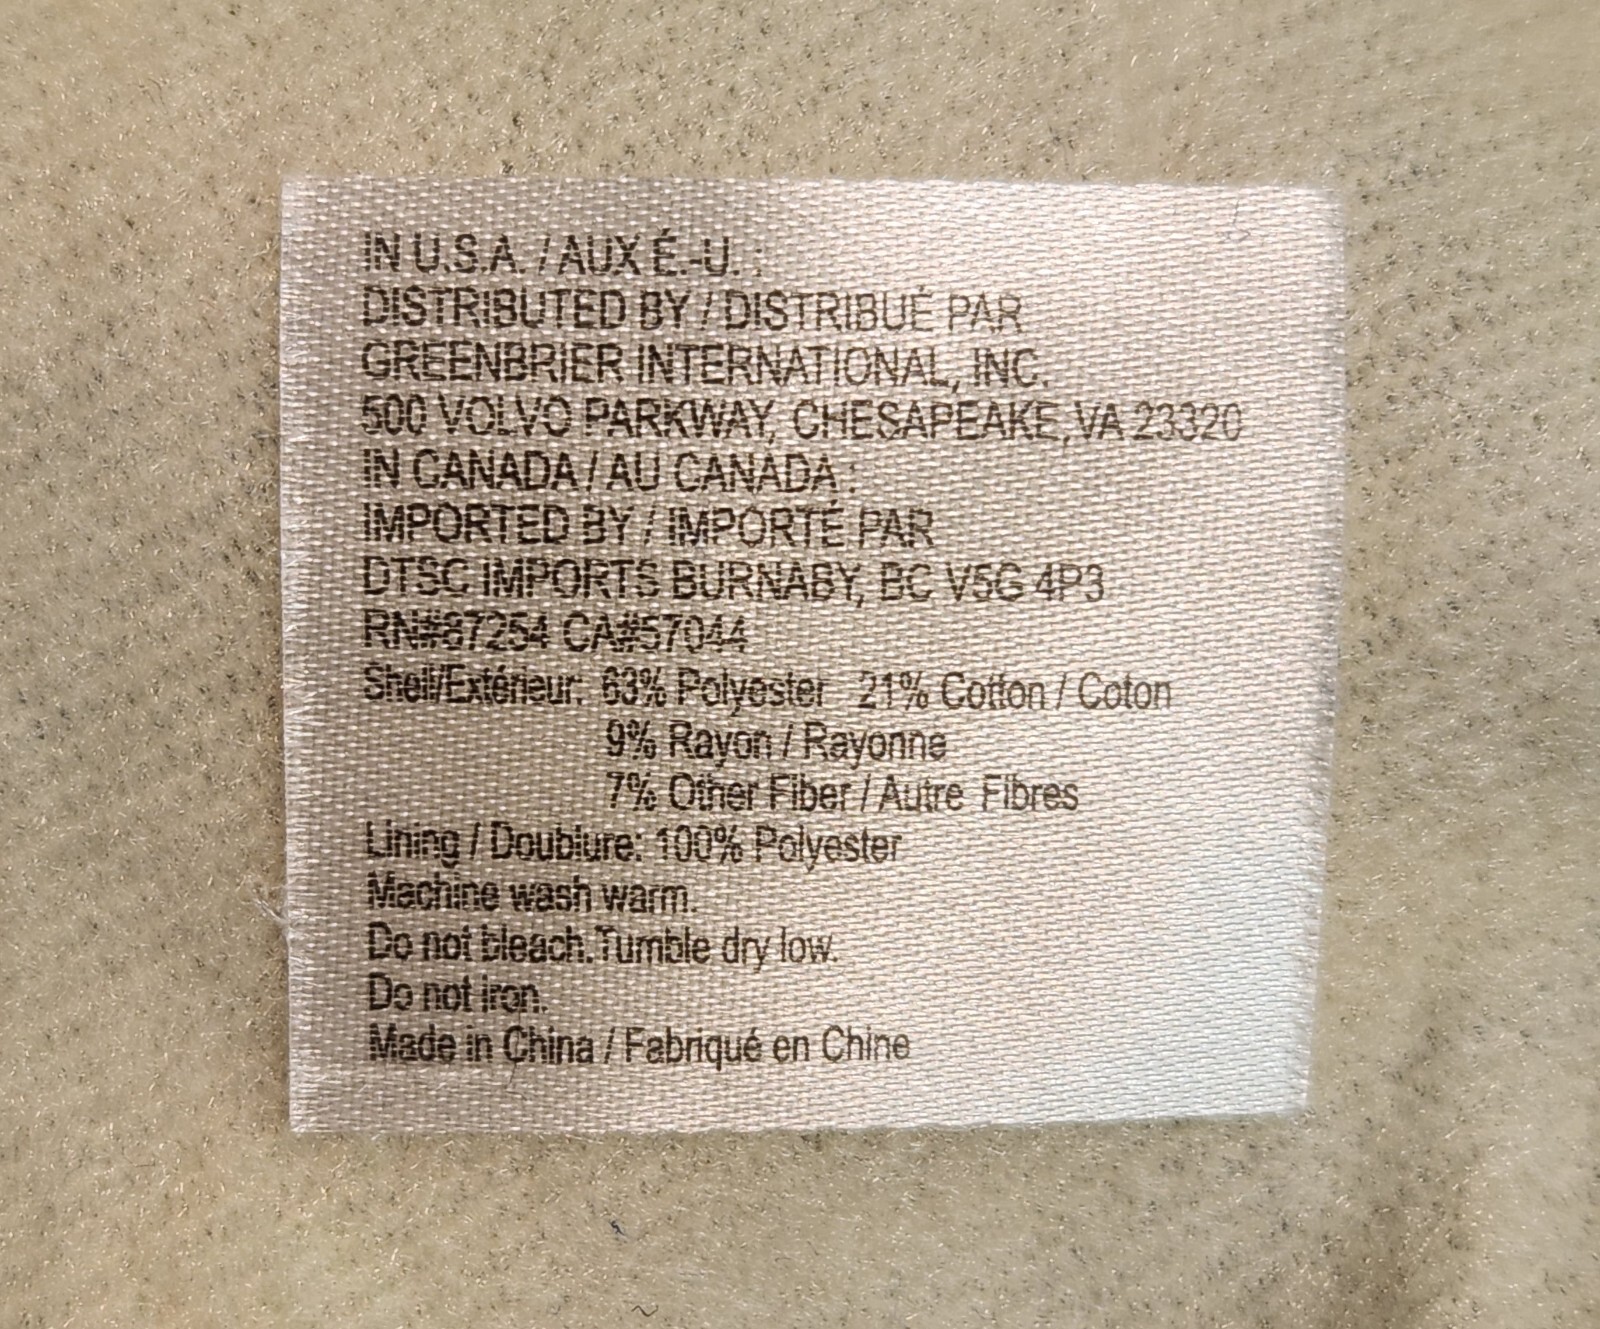 IN U.S.A. / AUX É.-U. :
DISTRIBUTED BY / DISTRIBUÉ PAR
GREENBRIER INTERNATIONAL, INC.
500 VOLVO PARKWAY, CHESAPEAKE, VA 23320
IN CANADA / AU CANADA :
IMPORTED BY / IMPORTÉ PAR
DTSC IMPORTS BURNABY, BC V5G 4P3
RN#87254 CA#57044
Shell/Extérieur: 63% Polyester 21% Cotton / Coton
9% Rayon / Rayonne
7% Other Fiber / Autre Fibres
Lining / Doublure: 100% Polyester
Machine wash warm.
Do not bleach.Tumble dry low.
Do not iron.
Made in China / Fabriqué en Chine